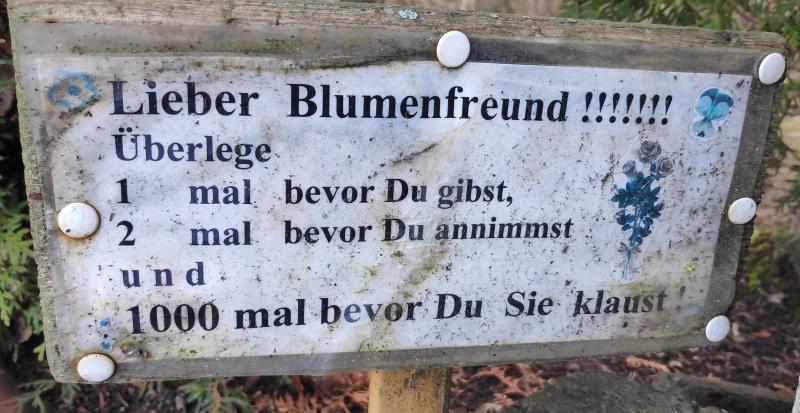 Lieber Blumenfreund !!!!!!!
Überlege
1 mal bevor Du gibst,
2 mal bevor Du annimmst
und
1000 mal bevor Du Sie klaust !